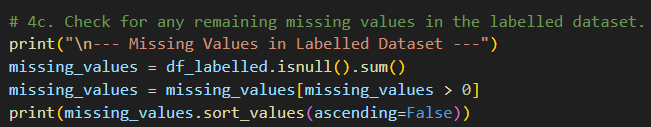 # 4c. Check for any remaining missing values in the labelled dataset.
print("\n--- Missing Values in Labelled Dataset ---")
missing_values = df_labelled.isnull().sum()
missing_values = missing_values[missing_values > 0]
print(missing_values.sort_values(ascending=False))